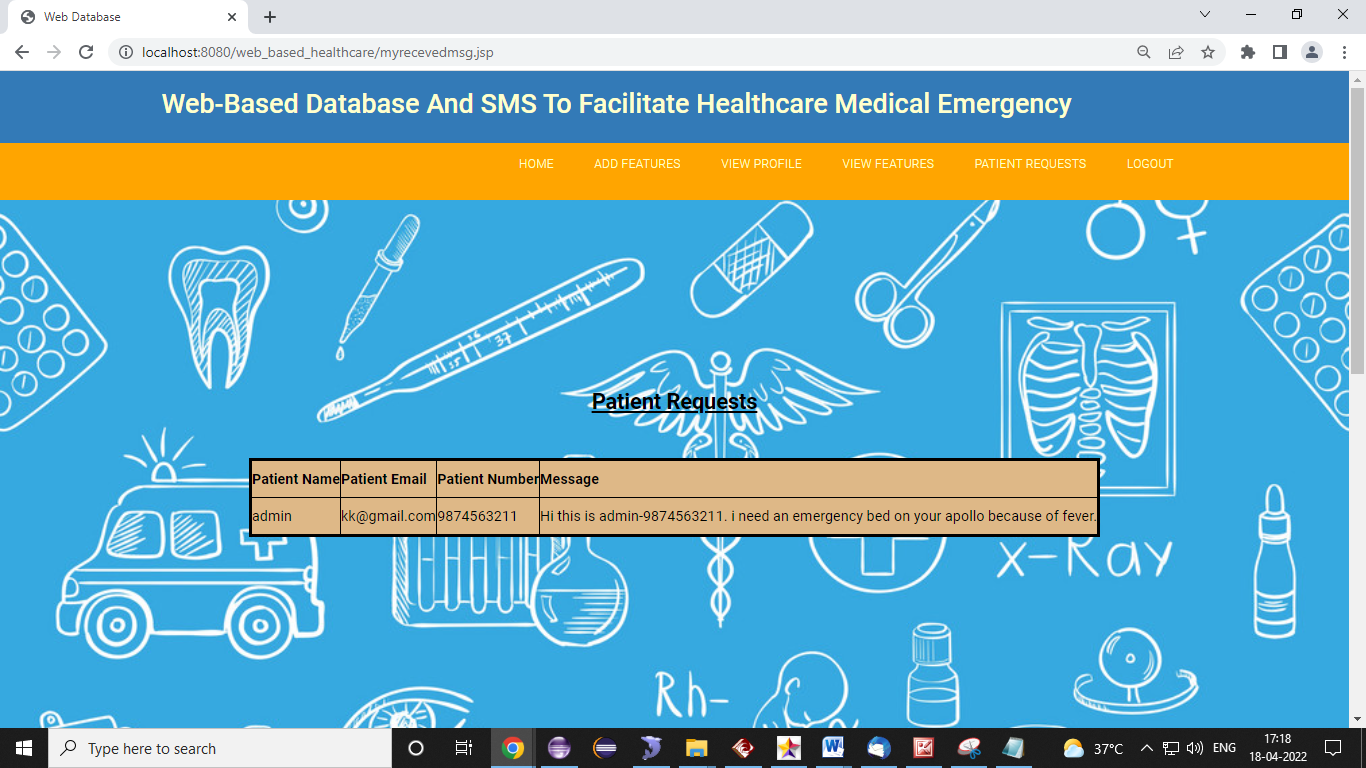 Web Database
localhost:8080/web_based_healthcare/myrecevedmsg.jsp
Web-Based Database And SMS To Facilitate Healthcare Medical Emergency
HOME ADD FEATURES VIEW PROFILE VIEW FEATURES PATIENT REQUESTS LOGOUT
36
37
35
Patient Requests
Patient Name Patient Email Patient Number Message
admin kk@gmail.com 9874563211 Hi this is admin-9874563211. i need an emergency bed on your apollo because of fever.
x-Ray
Rh-
Type here to search
37°C ENG 17:18
18-04-2022